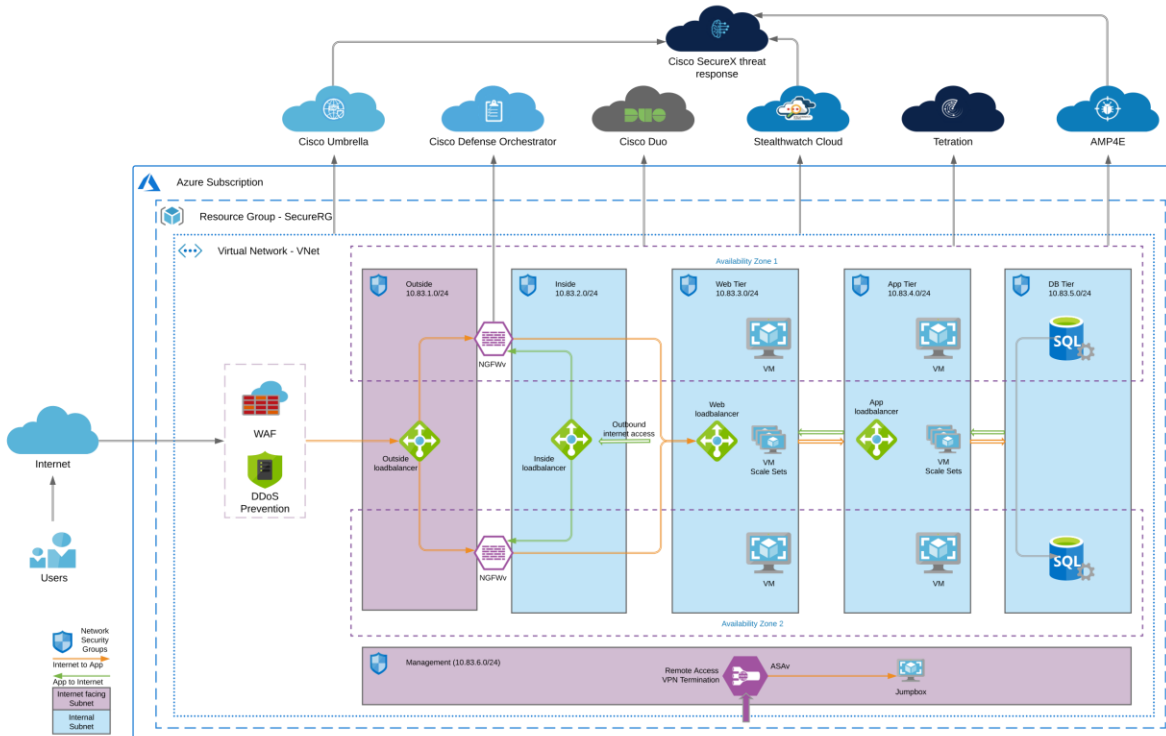 Cisco SecureX threat
response
Cisco Umbrella
Cisco Defense Orchestrator
DUO
Cisco Duo
Stealthwatch Cloud
Tetration
AMP4E
Azure Subscription
Resource Group - SecureRG
Virtual Network - VNet
Availability Zone 1
Outside
10.83.1.0/24
Inside
10.83.2.0/24
Web Tier
10.83.3.0/24
App Tier
10.83.4.0/24
DB Tier
10.83.5.0/24
NGFWv
VM
VM
SQL
WAF
DDoS
Prevention
Internet
Users
Outside
loadbalancer
Inside
loadbalancer
Outbound
internet access
Web
loadbalancer
VM
Scale Sets
App
loadbalancer
VM
Scale Sets
NGFWv
VM
VM
SQL
Availability Zone 2
Management (10.83.6.0/24)
Remote Access
VPN Termination
ASAv
Jumpbox
Network
Security
Groups
Internet to App
App to Internet
Internet facing
Subnet
Internal
Subnet